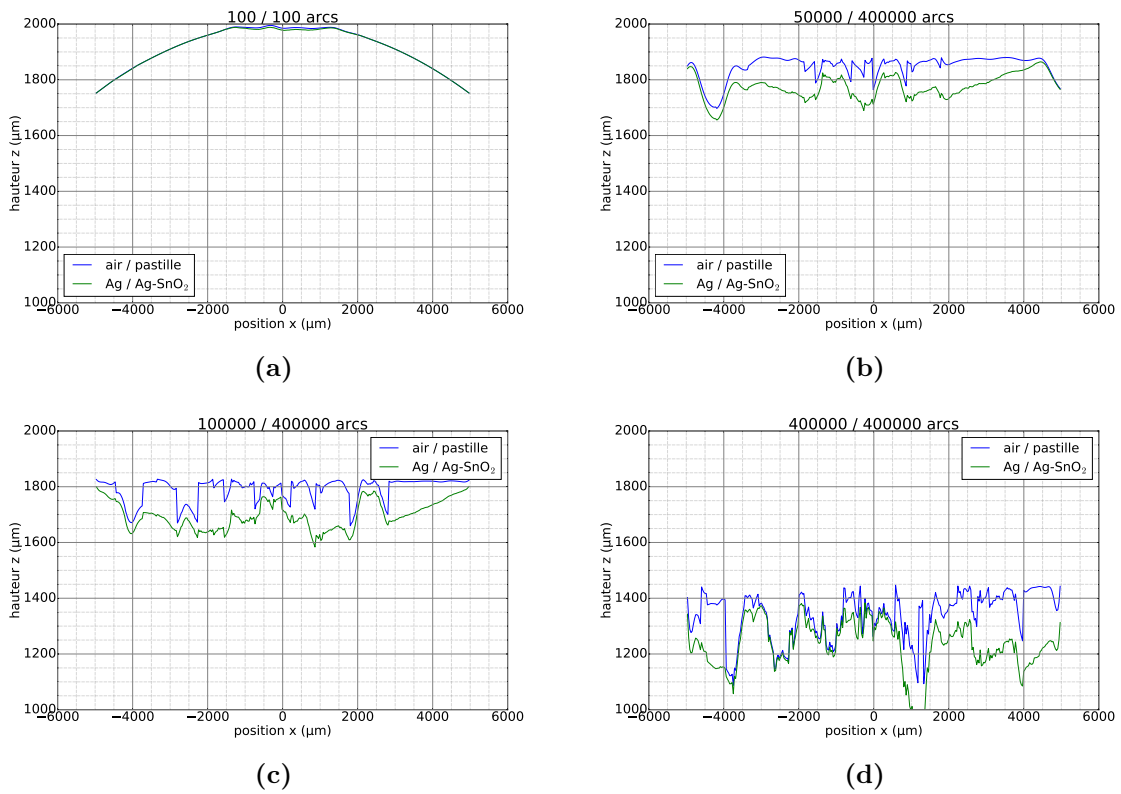 100 / 100 arcs
hauteur z (µm)
2000
1800
1600
1400
1200
1000
air / pastille
Ag / Ag-SnO₂
−6000 −4000 −2000 0 2000 4000 6000
position x (µm)
(a)
50000 / 400000 arcs
hauteur z (µm)
2000
1800
1600
1400
1200
1000
air / pastille
Ag / Ag-SnO₂
−6000 −4000 −2000 0 2000 4000 6000
position x (µm)
(b)
100000 / 400000 arcs
hauteur z (µm)
2000
1800
1600
1400
1200
1000
air / pastille
Ag / Ag-SnO₂
−6000 −4000 −2000 0 2000 4000 6000
position x (µm)
(c)
400000 / 400000 arcs
hauteur z (µm)
2000
1800
1600
1400
1200
1000
air / pastille
Ag / Ag-SnO₂
−6000 −4000 −2000 0 2000 4000 6000
position x (µm)
(d)